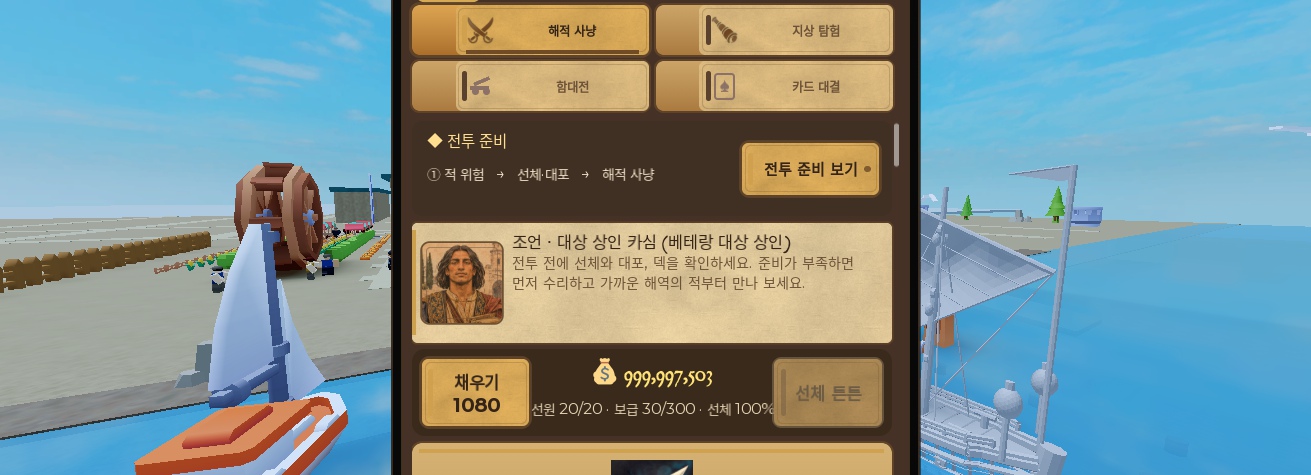 해적 사냥
지상 탐험
함대전
카드 대결
◆ 전투 준비
① 적 위험 → 선체·대포 → 해적 사냥
전투 준비 보기
조언 · 대상 상인 카심 (베테랑 대상 상인)
전투 전에 선체와 대포, 덱을 확인하세요. 준비가 부족하면
먼저 수리하고 가까운 해역의 적부터 만나 보세요.
채우기
1080
999,997,503
선원 20/20 · 보급 30/300 · 선체 100%
선체 튼튼